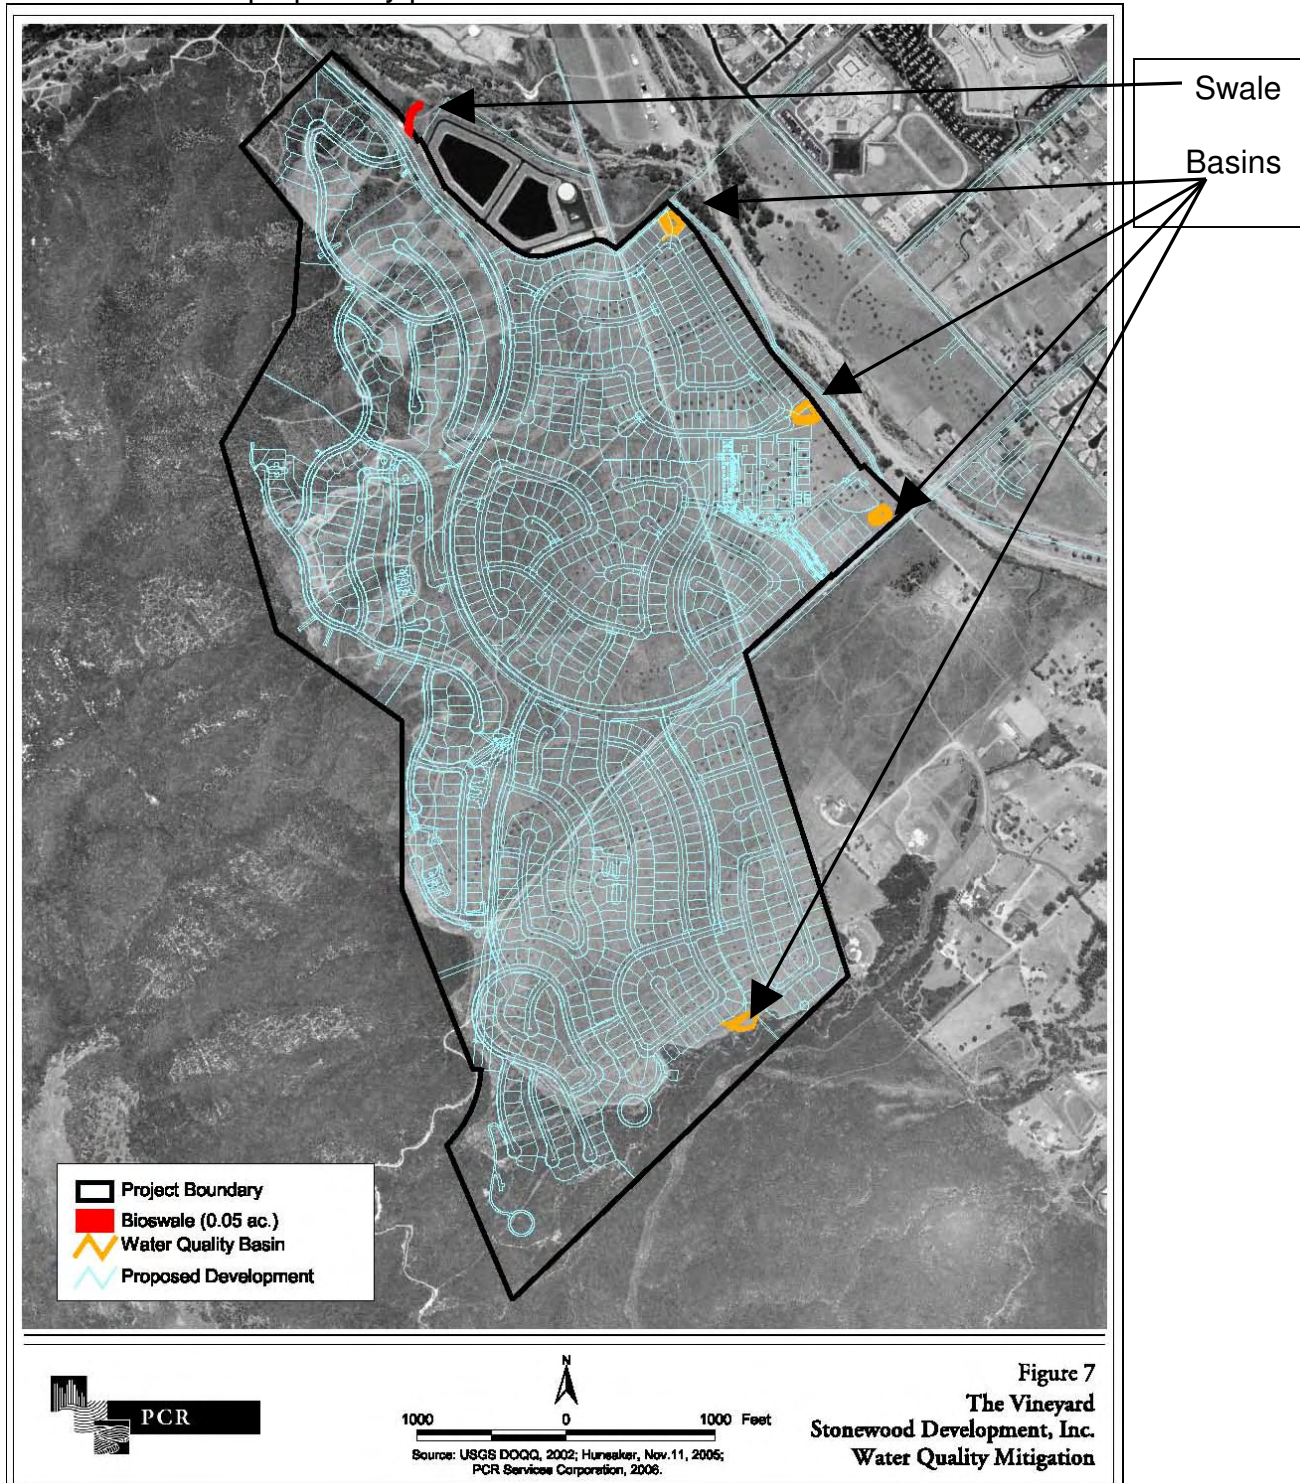 Swale
Basins
Project Boundary
Bioswale (0.05 ac.)
Water Quality Basin
Proposed Development
PCR
N
1000 0 1000 Feet
Source: USGS DOQQ, 2002; Hunsaker, Nov.11, 2005;
PCR Services Corporation, 2006.
Figure 7
The Vineyard
Stonewood Development, Inc.
Water Quality Mitigation